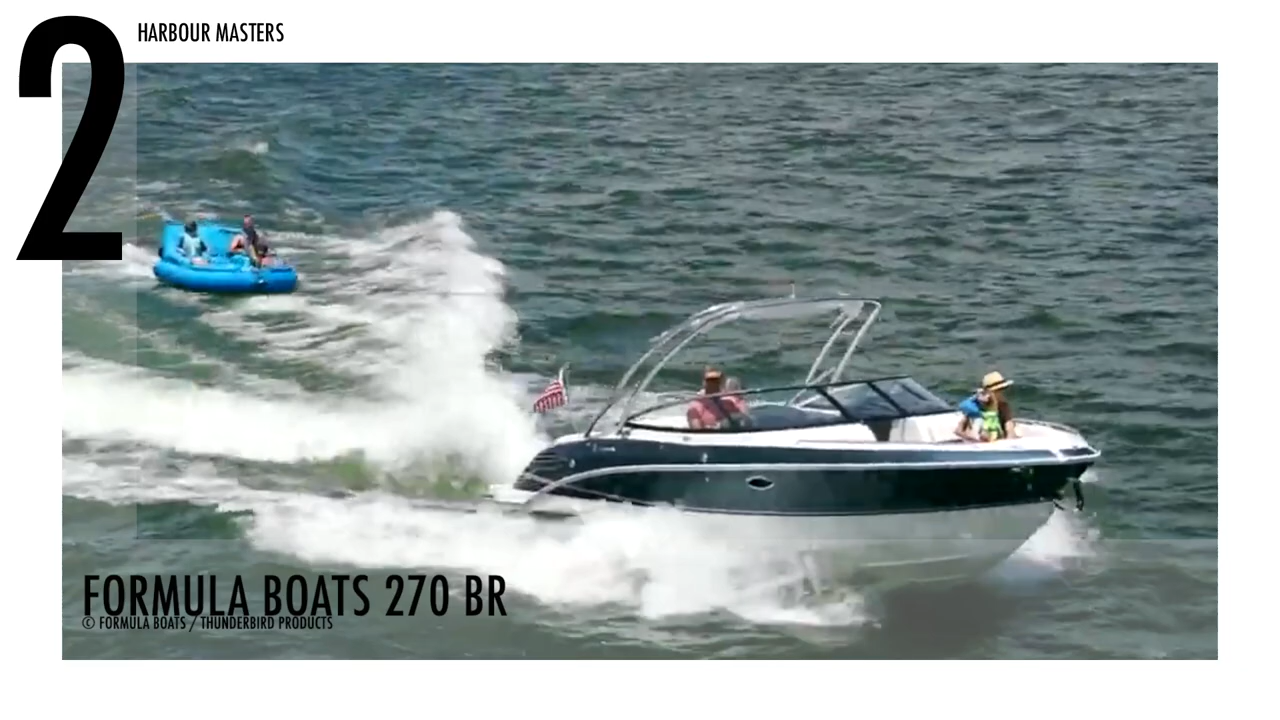 2
HARBOUR MASTERS
FORMULA BOATS 270 BR
© FORMULA BOATS / THUNDERBIRD PRODUCTS